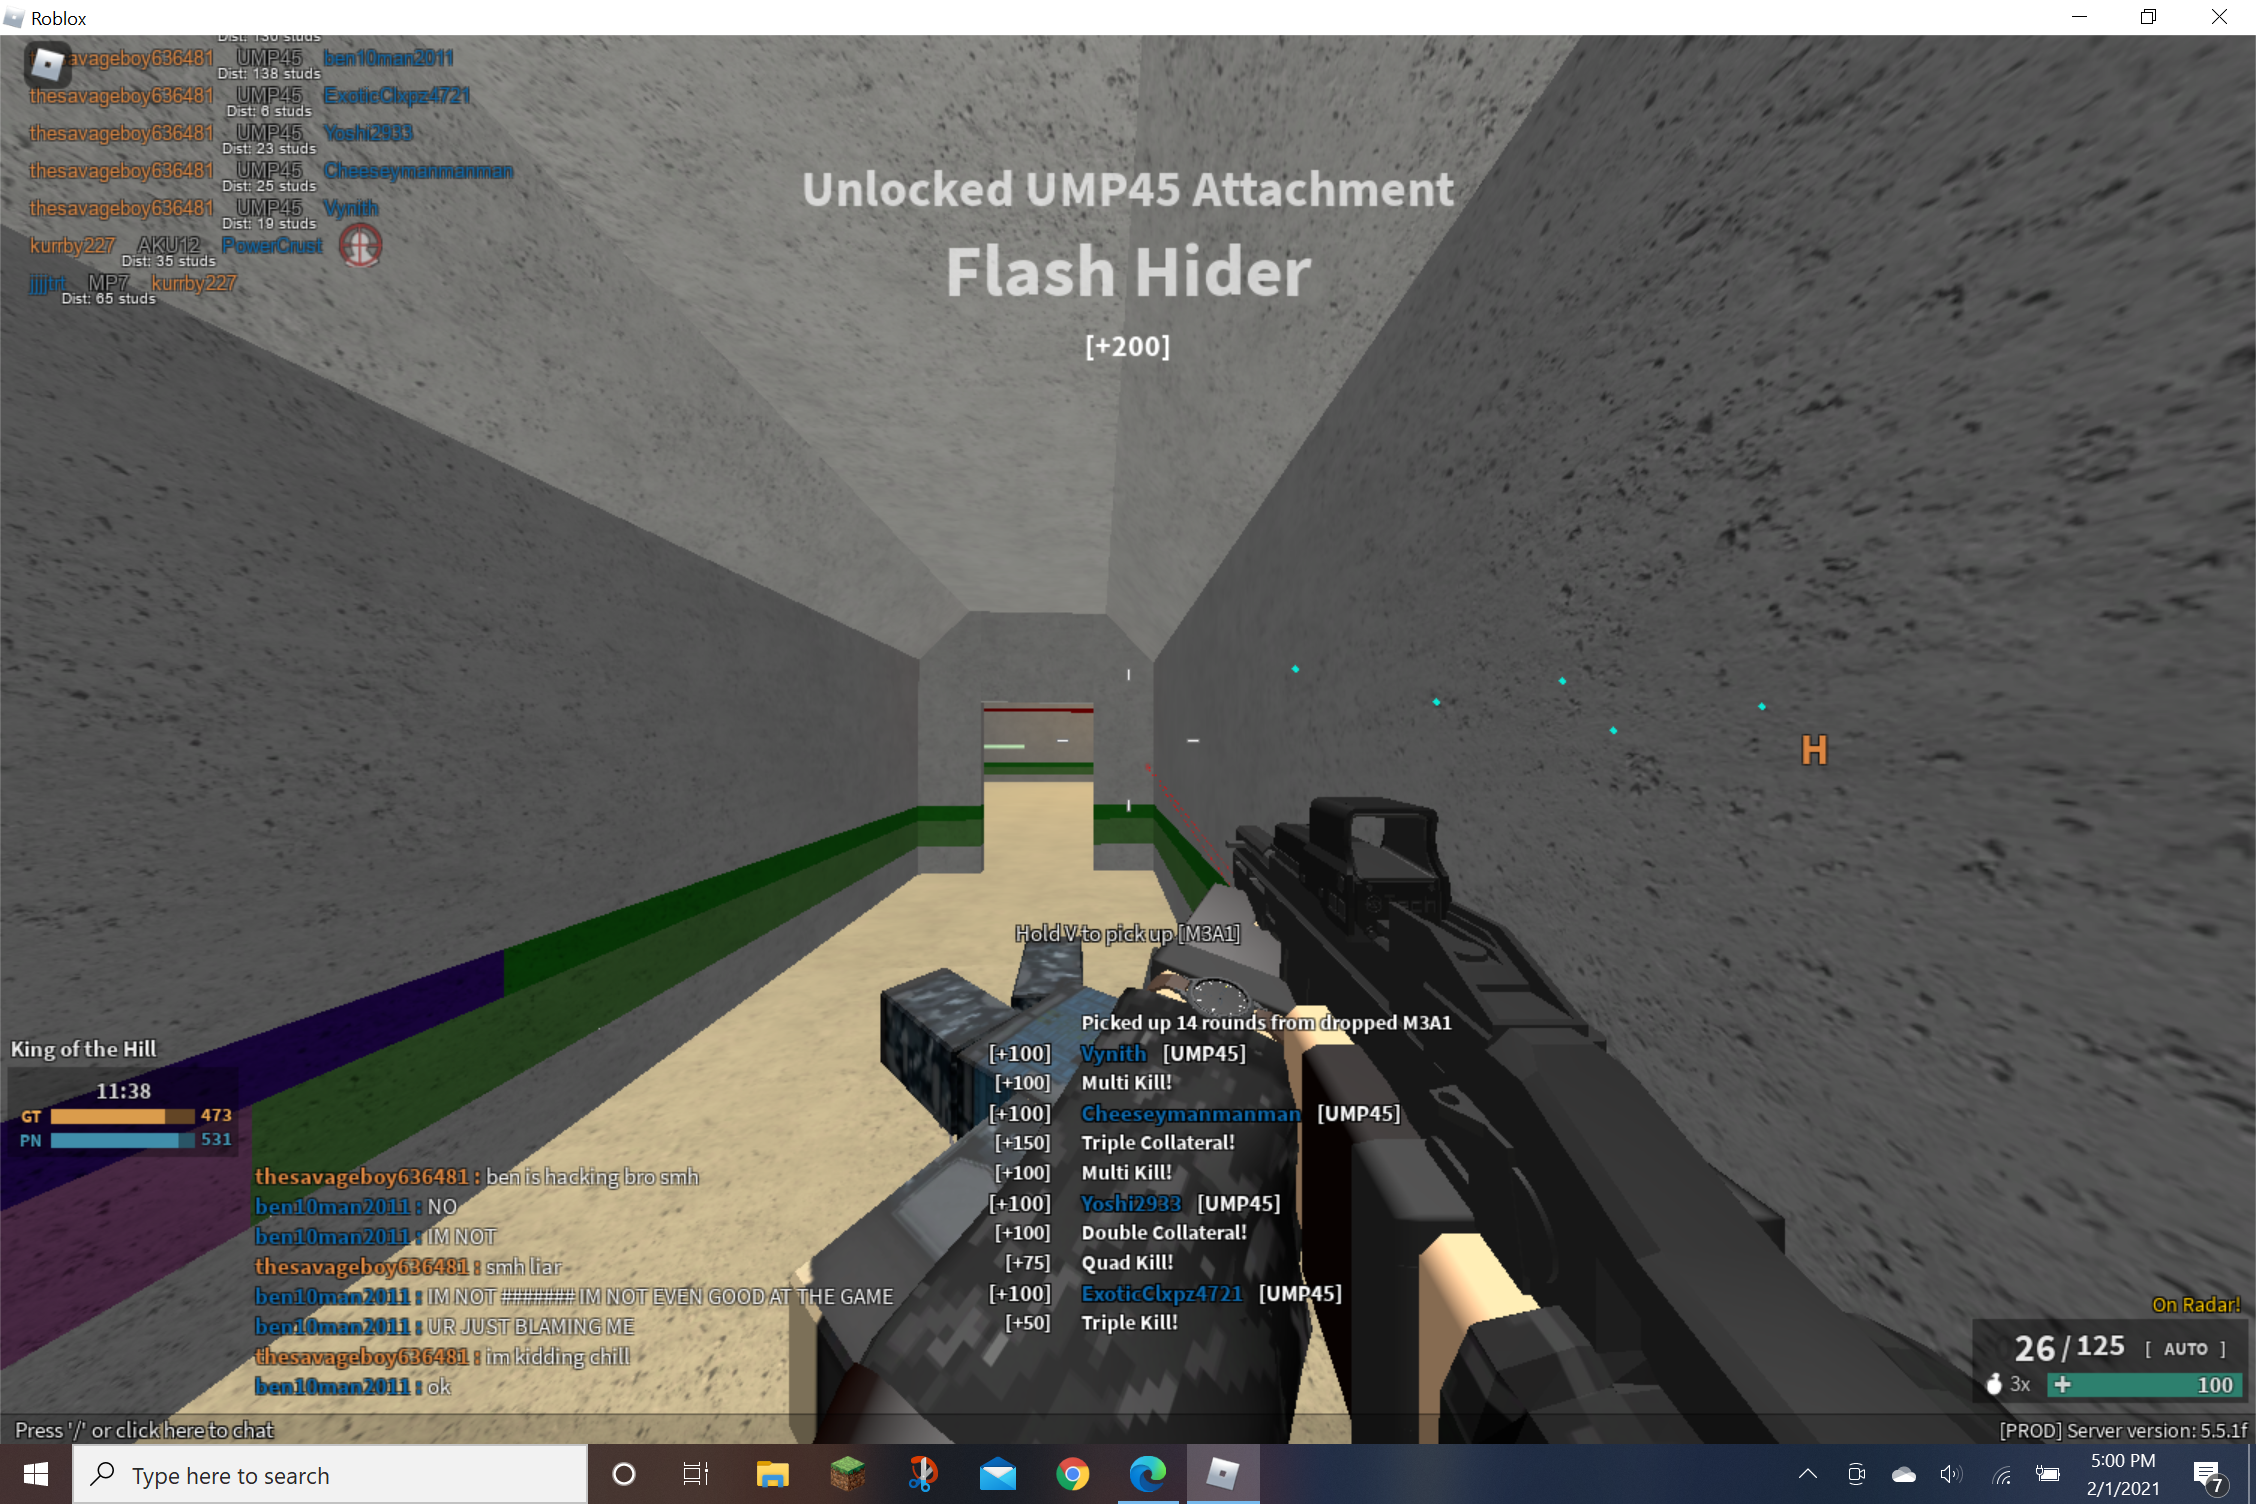 Roblox
Dist: 130 studs
avageboy636481 UMP45 ben10man2011
Dist: 138 studs
thesavageboy636481 UMP45 ExoticClxpz4721
Dist: 6 studs
thesavageboy636481 UMP45 Yoshi2933
Dist: 23 studs
thesavageboy636481 UMP45 Cheeseymanmanman
Dist: 25 studs
thesavageboy636481 UMP45 Vynith
Dist: 19 studs
kurrby227 AKU12 PowerCrust
Dist: 35 studs
jjjjtrt MP7 kurrby227
Dist: 65 studs
Unlocked UMP45 Attachment
Flash Hider
[+200]
H
Hold V to pick up [M3A1]
Picked up 14 rounds from dropped M3A1
[+100] Vynith [UMP45]
[+100] Multi Kill!
[+100] Cheeseymanmanman [UMP45]
[+150] Triple Collateral!
[+100] Multi Kill!
[+100] Yoshi2933 [UMP45]
[+100] Double Collateral!
[+75] Quad Kill!
[+100] ExoticClxpz4721 [UMP45]
[+50] Triple Kill!
King of the Hill
11:38
GT 473
PN 531
thesavageboy636481 : ben is hacking bro smh
ben10man2011 : NO
ben10man2011 : IM NOT
thesavageboy636481 : smh liar
ben10man2011 : IM NOT ####### IM NOT EVEN GOOD AT THE GAME
ben10man2011 : UR JUST BLAMING ME
thesavageboy636481 : im kidding chill
ben10man2011 : ok
Press '/' or click here to chat
On Radar!
26/125 [ AUTO ]
3x 100
[PROD] Server version: 5.5.1f
Type here to search
5:00 PM
2/1/2021
7